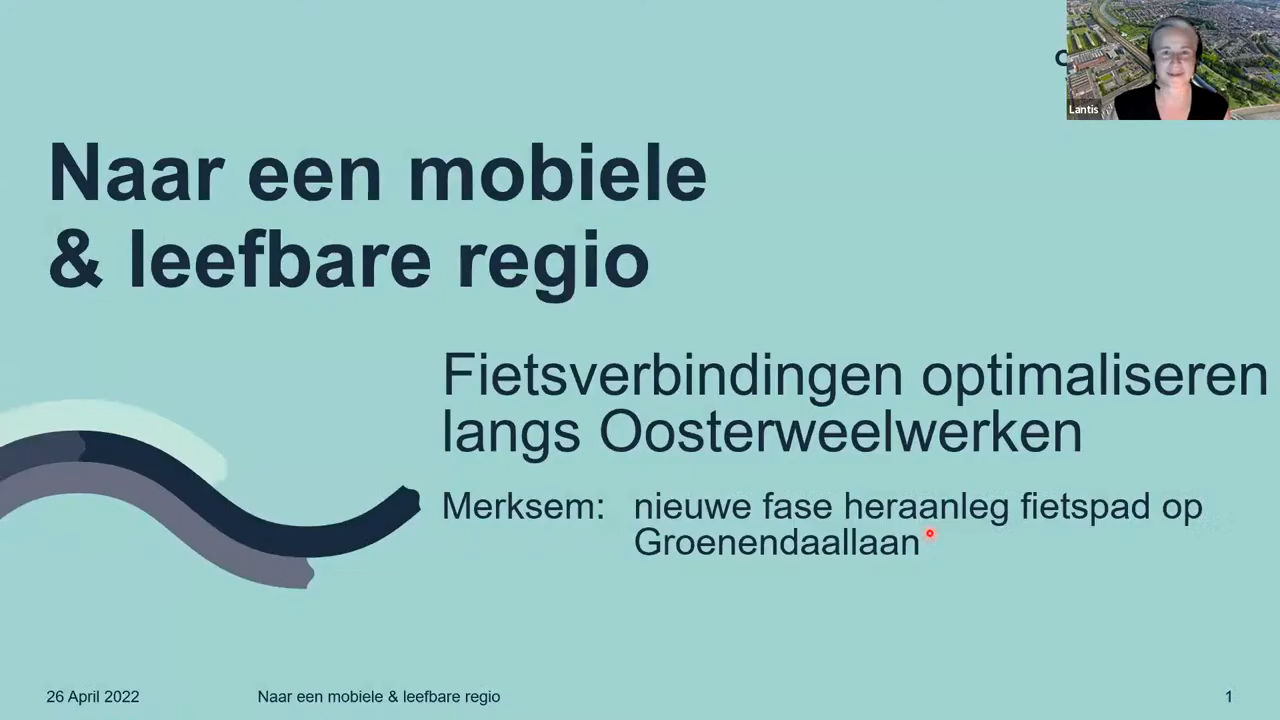 Lantis
Naar een mobiele
& leefbare regio
Fietsverbindingen optimaliseren
langs Oosterweelwerken
Merksem: nieuwe fase heraanleg fietspad op
Groenendaallaan
26 April 2022 Naar een mobiele & leefbare regio 1